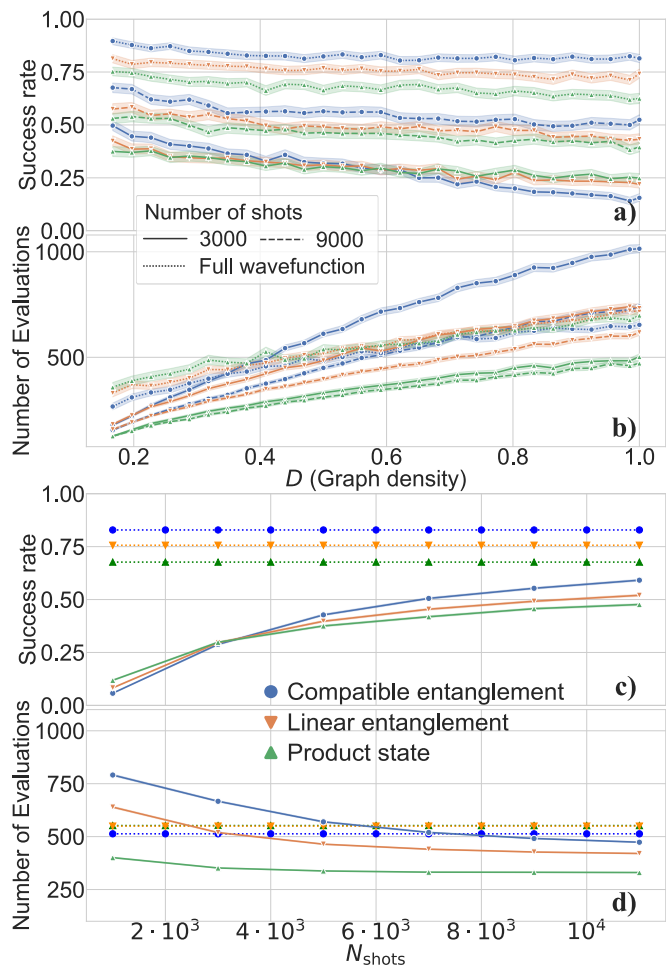 1.00
0.75
0.50
0.25
0.00
Success rate
a)
Number of shots
3000 9000
Full wavefunction
1000
500
Number of Evaluations
b)
0.2 0.4 0.6 0.8 1.0
D (Graph density)
1.00
0.75
0.50
0.25
0.00
Success rate
c)
Compatible entanglement
Linear entanglement
Product state
1000
750
500
250
Number of Evaluations
d)
2·10³ 4·10³ 6·10³ 8·10³ 10⁴
N_shots